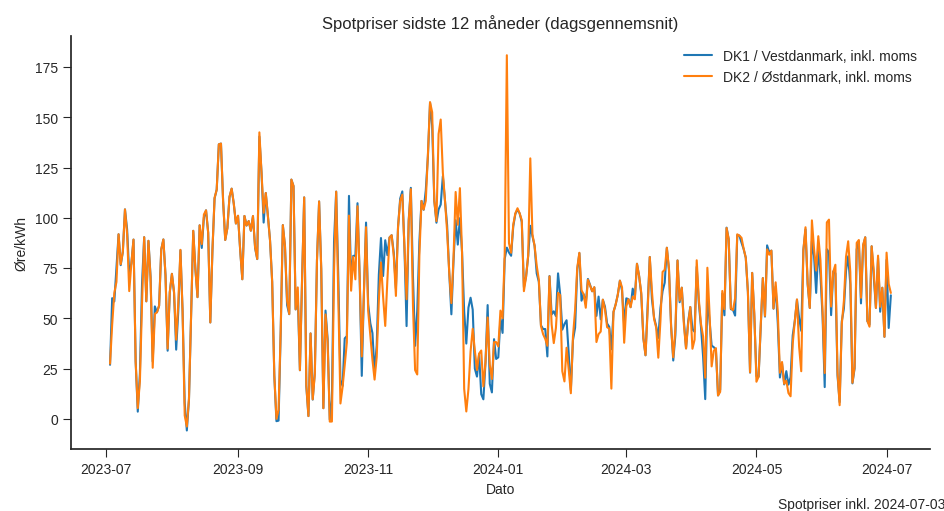 Spotpriser sidste 12 måneder (dagsgennemsnit)
DK1 / Vestdanmark, inkl. moms
DK2 / Østdanmark, inkl. moms
Øre/kWh
175
150
125
100
75
50
25
0
2023-07 2023-09 2023-11 2024-01 2024-03 2024-05 2024-07
Dato
Spotpriser inkl. 2024-07-03